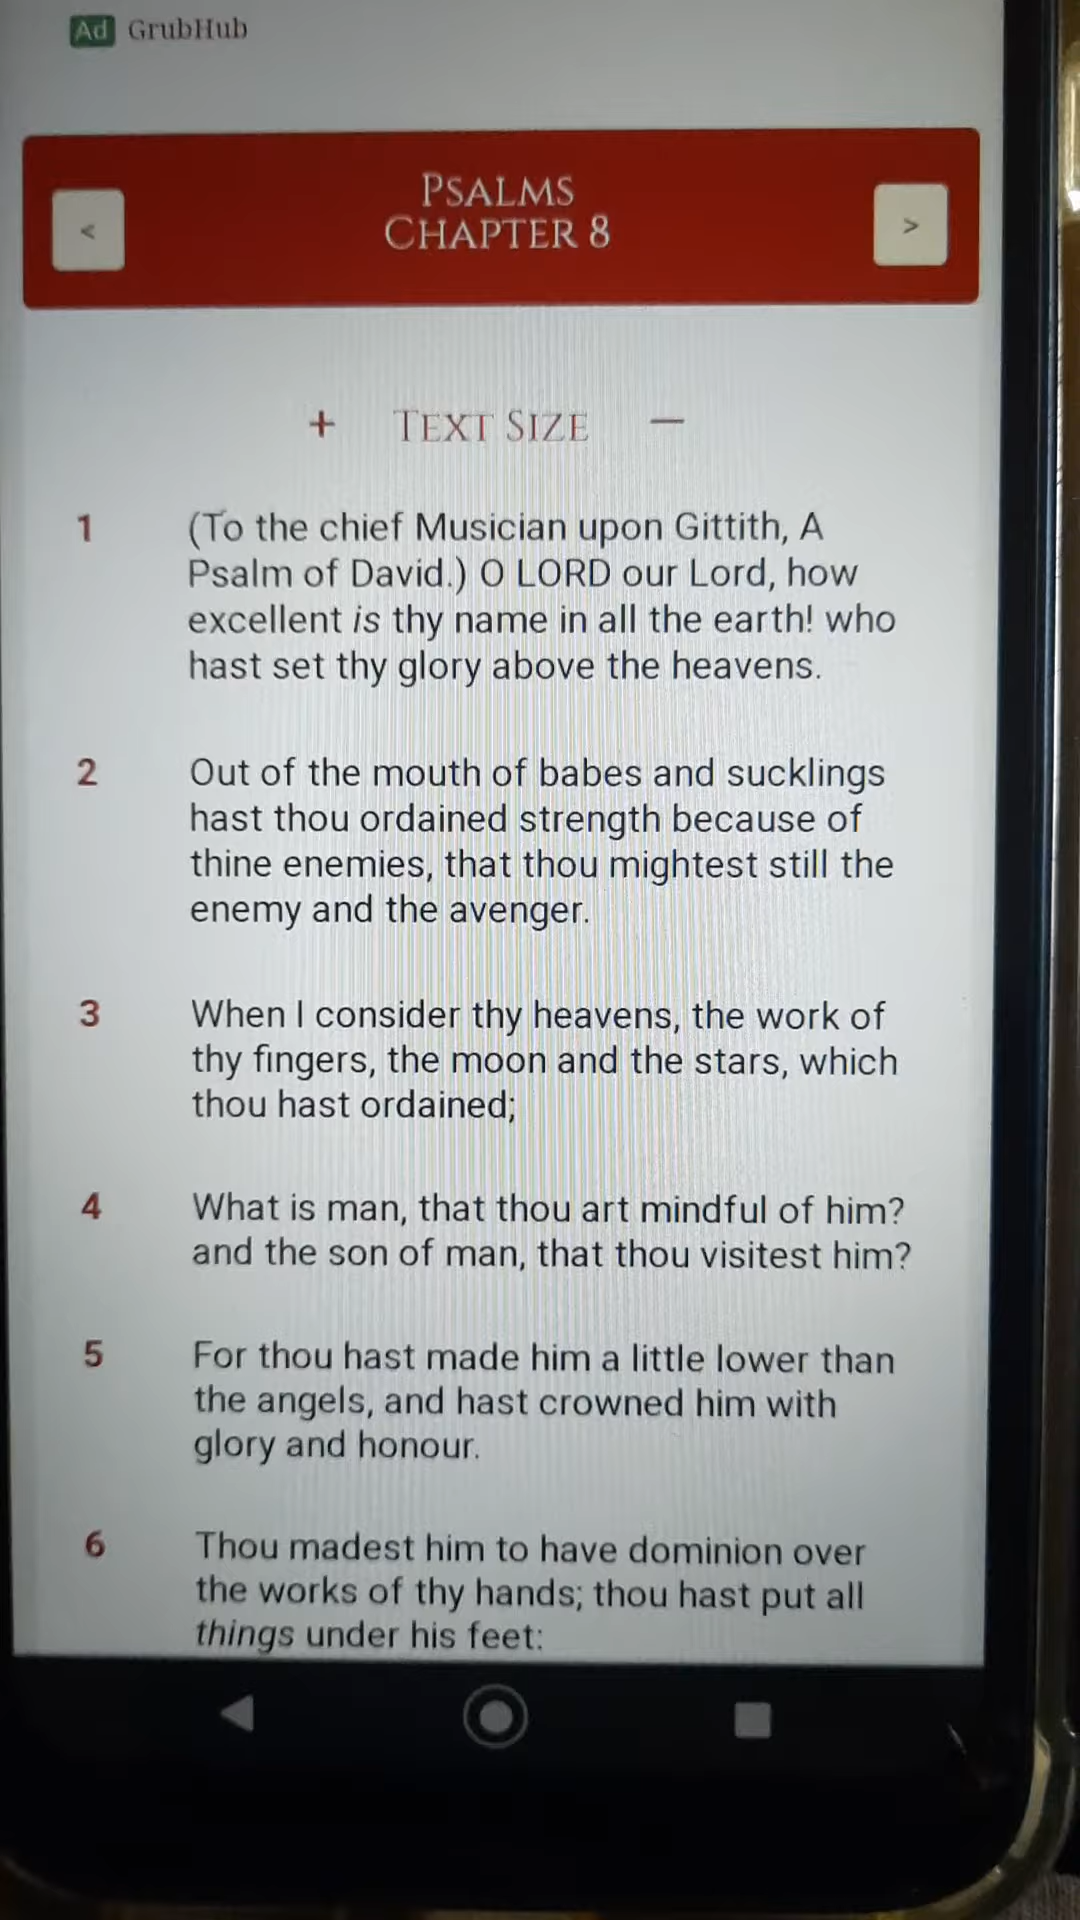 Ad GrubHub
PSALMS
CHAPTER 8
<
>
+ TEXT SIZE —
1 (To the chief Musician upon Gittith, A
Psalm of David.) O LORD our Lord, how
excellent is thy name in all the earth! who
hast set thy glory above the heavens.
2 Out of the mouth of babes and sucklings
hast thou ordained strength because of
thine enemies, that thou mightest still the
enemy and the avenger.
3 When I consider thy heavens, the work of
thy fingers, the moon and the stars, which
thou hast ordained;
4 What is man, that thou art mindful of him?
and the son of man, that thou visitest him?
5 For thou hast made him a little lower than
the angels, and hast crowned him with
glory and honour.
6 Thou madest him to have dominion over
the works of thy hands; thou hast put all
things under his feet: